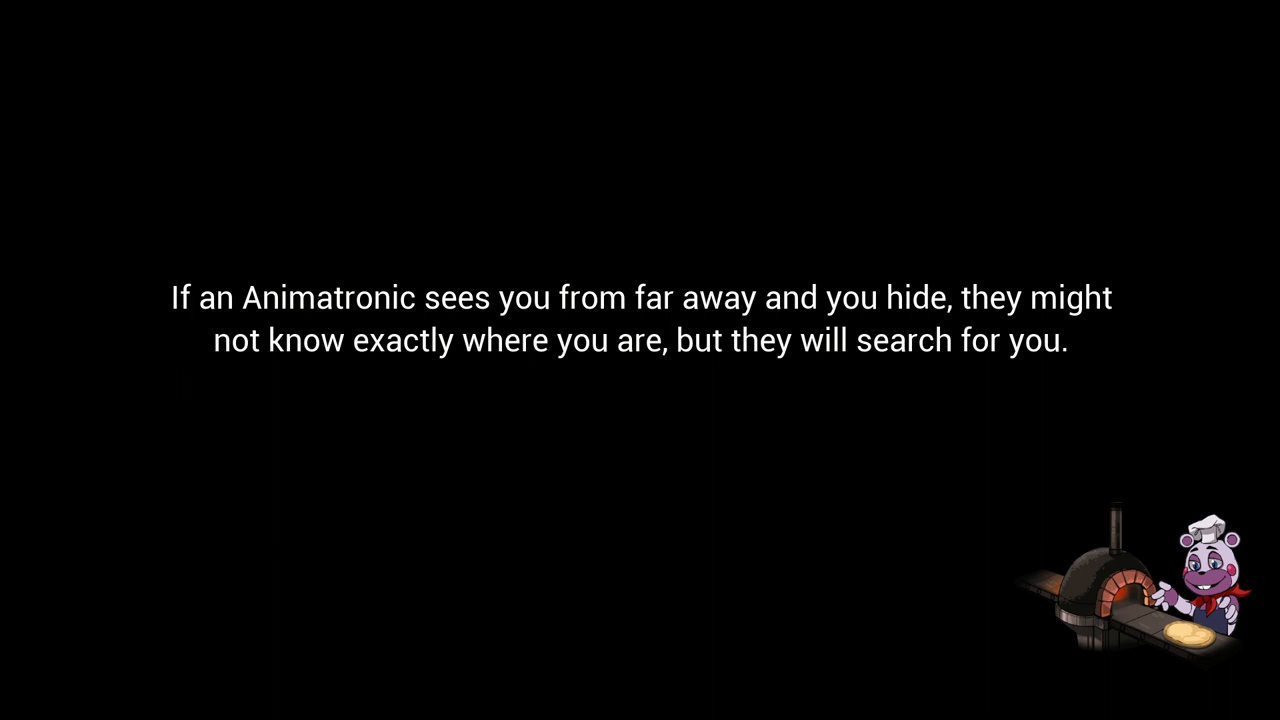 If an Animatronic sees you from far away and you hide, they might
not know exactly where you are, but they will search for you.